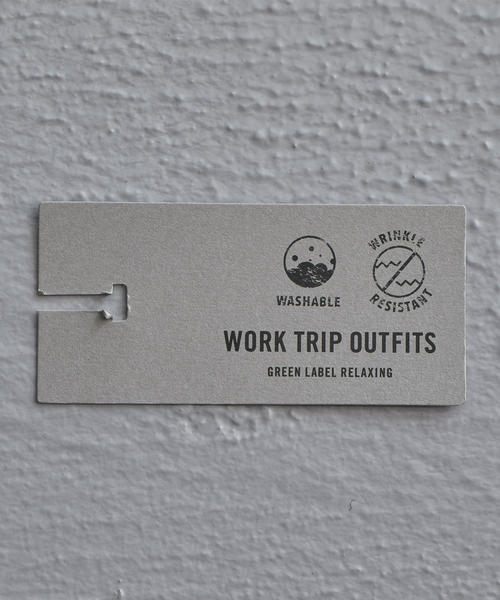 WASHABLE
WRINKLE
RESISTANT
WORK TRIP OUTFITS
GREEN LABEL RELAXING